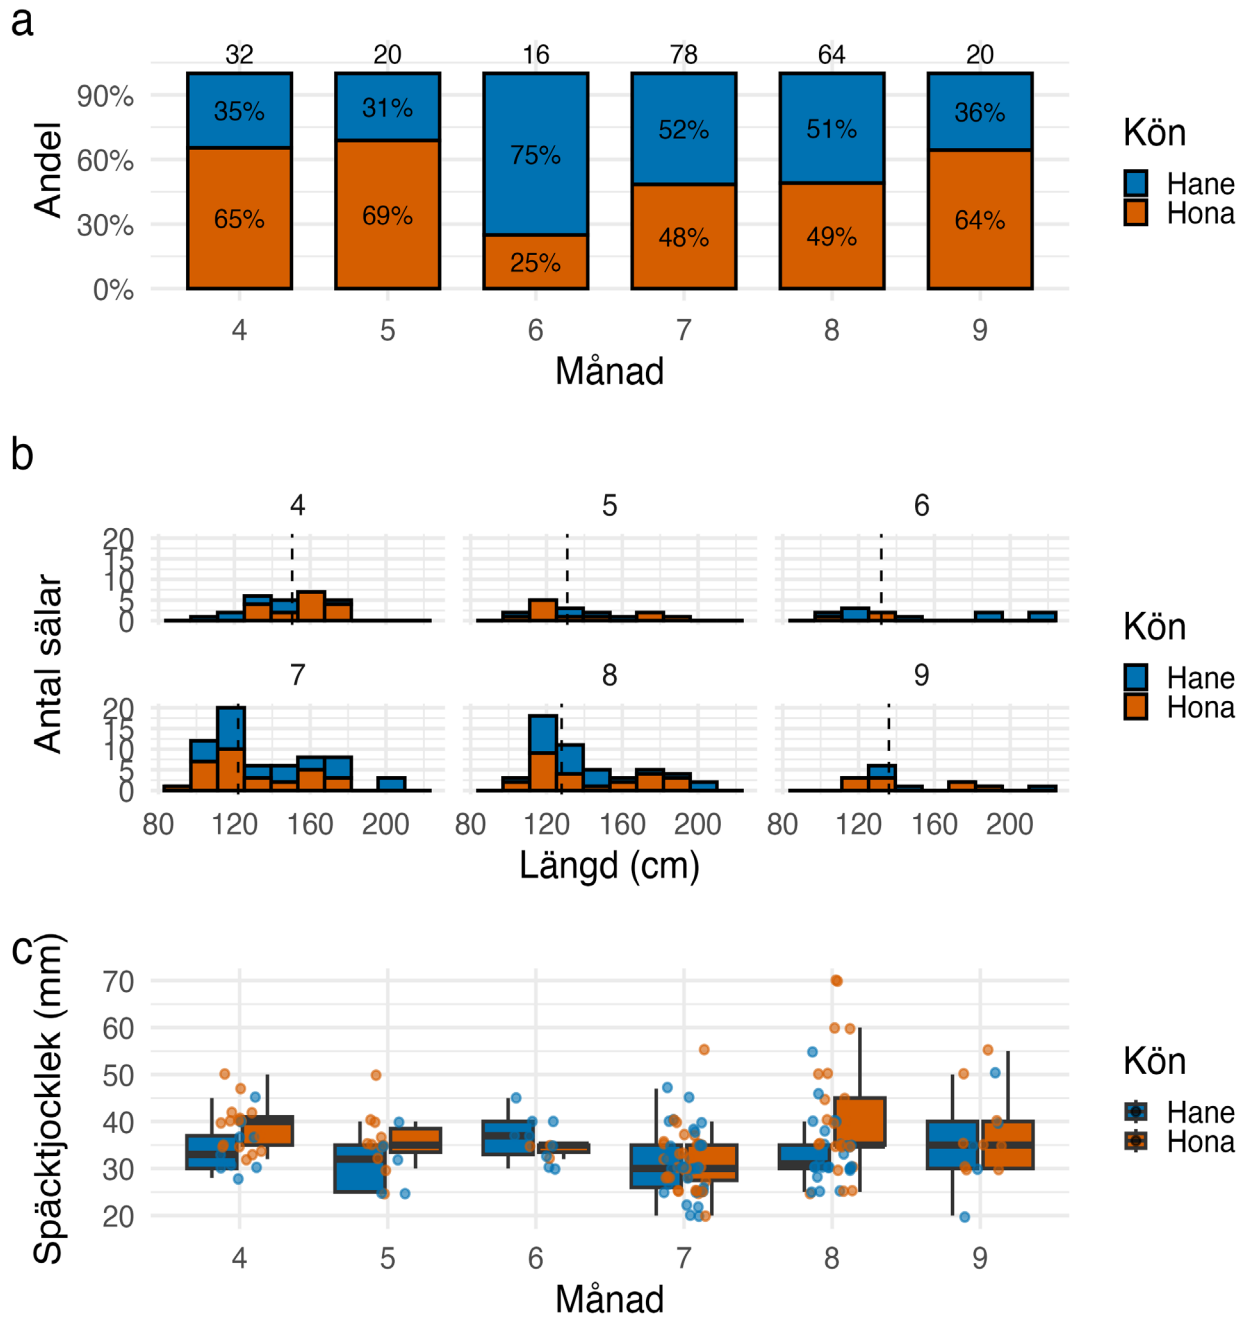 a
32 20 16 78 64 20
90%
60%
30%
0%
Andel
35% 31% 75% 52% 51% 36%
65% 69% 25% 48% 49% 64%
4 5 6 7 8 9
Månad
Kön
Hane
Hona
b
4 5 6
20
15
10
5
0
7 8 9
20
15
10
5
0
Antal sälar
80 120 160 200 80 120 160 200 80 120 160 200
Längd (cm)
Kön
Hane
Hona
c
70
60
50
40
30
20
Späcktjocklek (mm)
4 5 6 7 8 9
Månad
Kön
Hane
Hona